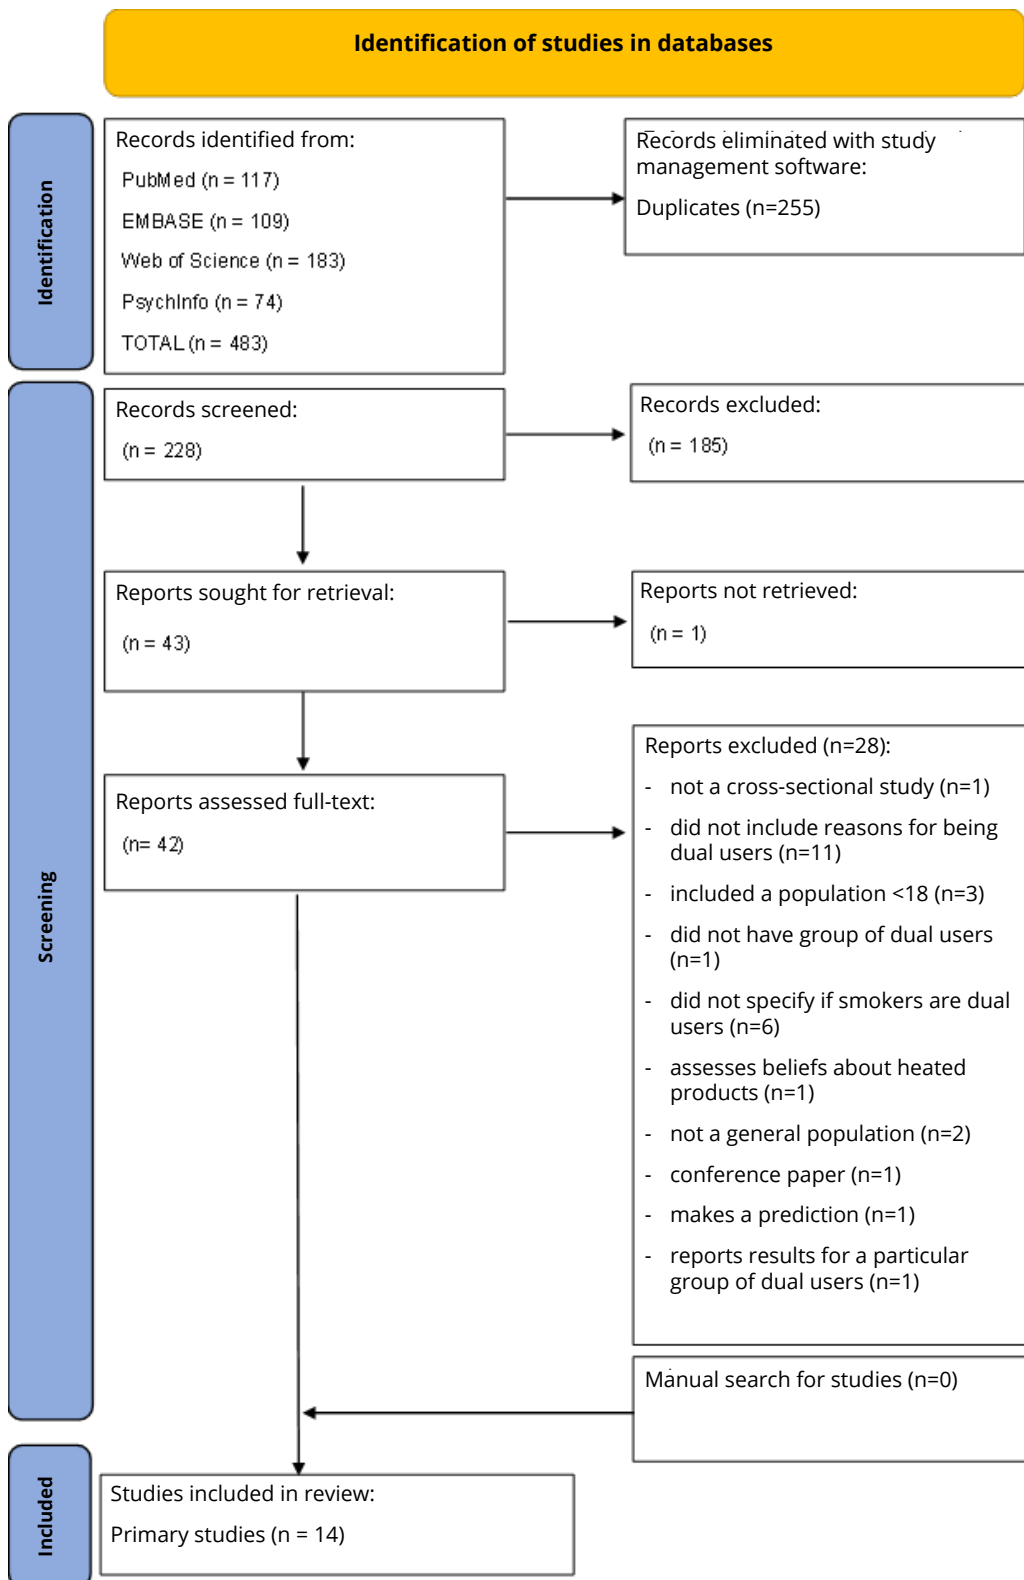 Identification of studies in databases
Identification
Records identified from:
PubMed (n = 117)
EMBASE (n = 109)
Web of Science (n = 183)
PsychInfo (n = 74)
TOTAL (n = 483)
Records eliminated with study
management software:
Duplicates (n=255)
Screening
Records screened:
(n = 228)
Records excluded:
(n = 185)
Reports sought for retrieval:
(n = 43)
Reports not retrieved:
(n = 1)
Reports assessed full-text:
(n= 42)
Reports excluded (n=28):
- not a cross-sectional study (n=1)
- did not include reasons for being
dual users (n=11)
- included a population <18 (n=3)
- did not have group of dual users
(n=1)
- did not specify if smokers are dual
users (n=6)
- assesses beliefs about heated
products (n=1)
- not a general population (n=2)
- conference paper (n=1)
- makes a prediction (n=1)
- reports results for a particular
group of dual users (n=1)
Manual search for studies (n=0)
Included
Studies included in review:
Primary studies (n = 14)